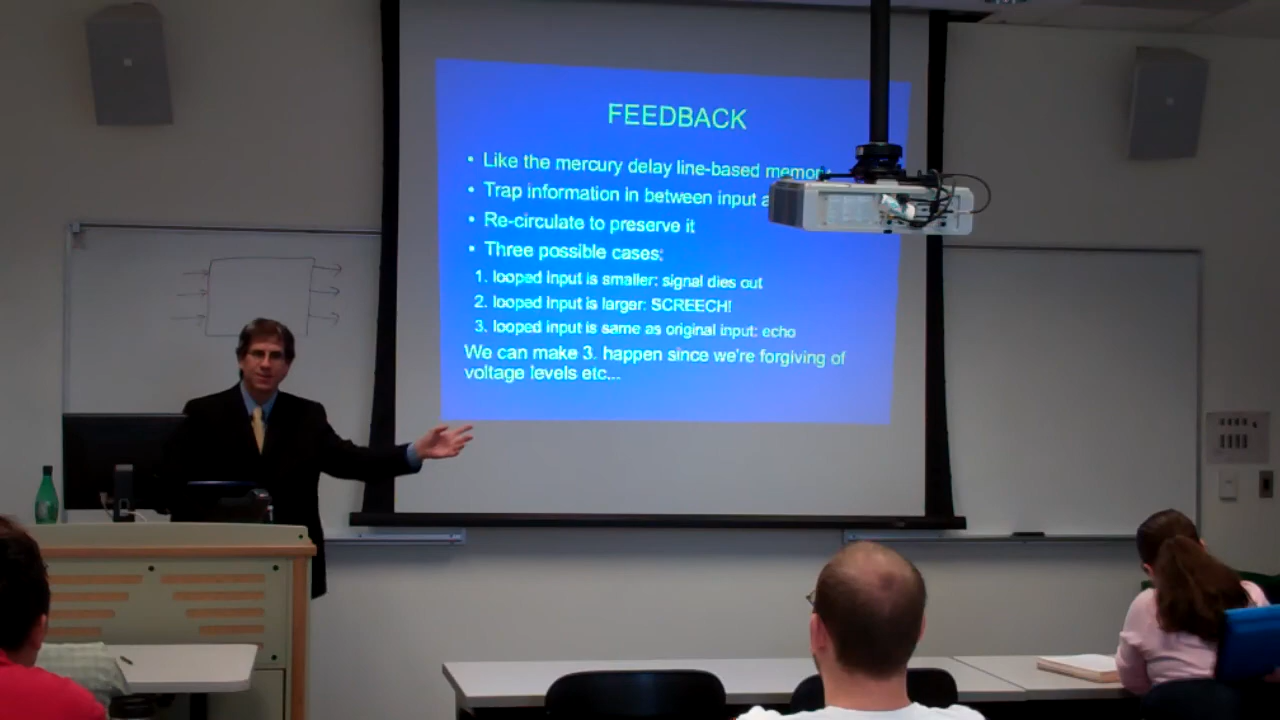 FEEDBACK
• Like the mercury delay line-based memory
• Trap information in between input a
• Re-circulate to preserve it
• Three possible cases:
1. looped input is smaller: signal dies out
2. looped input is larger: SCREECH!
3. looped input is same as original input: echo
We can make 3. happen since we're forgiving of
voltage levels etc...